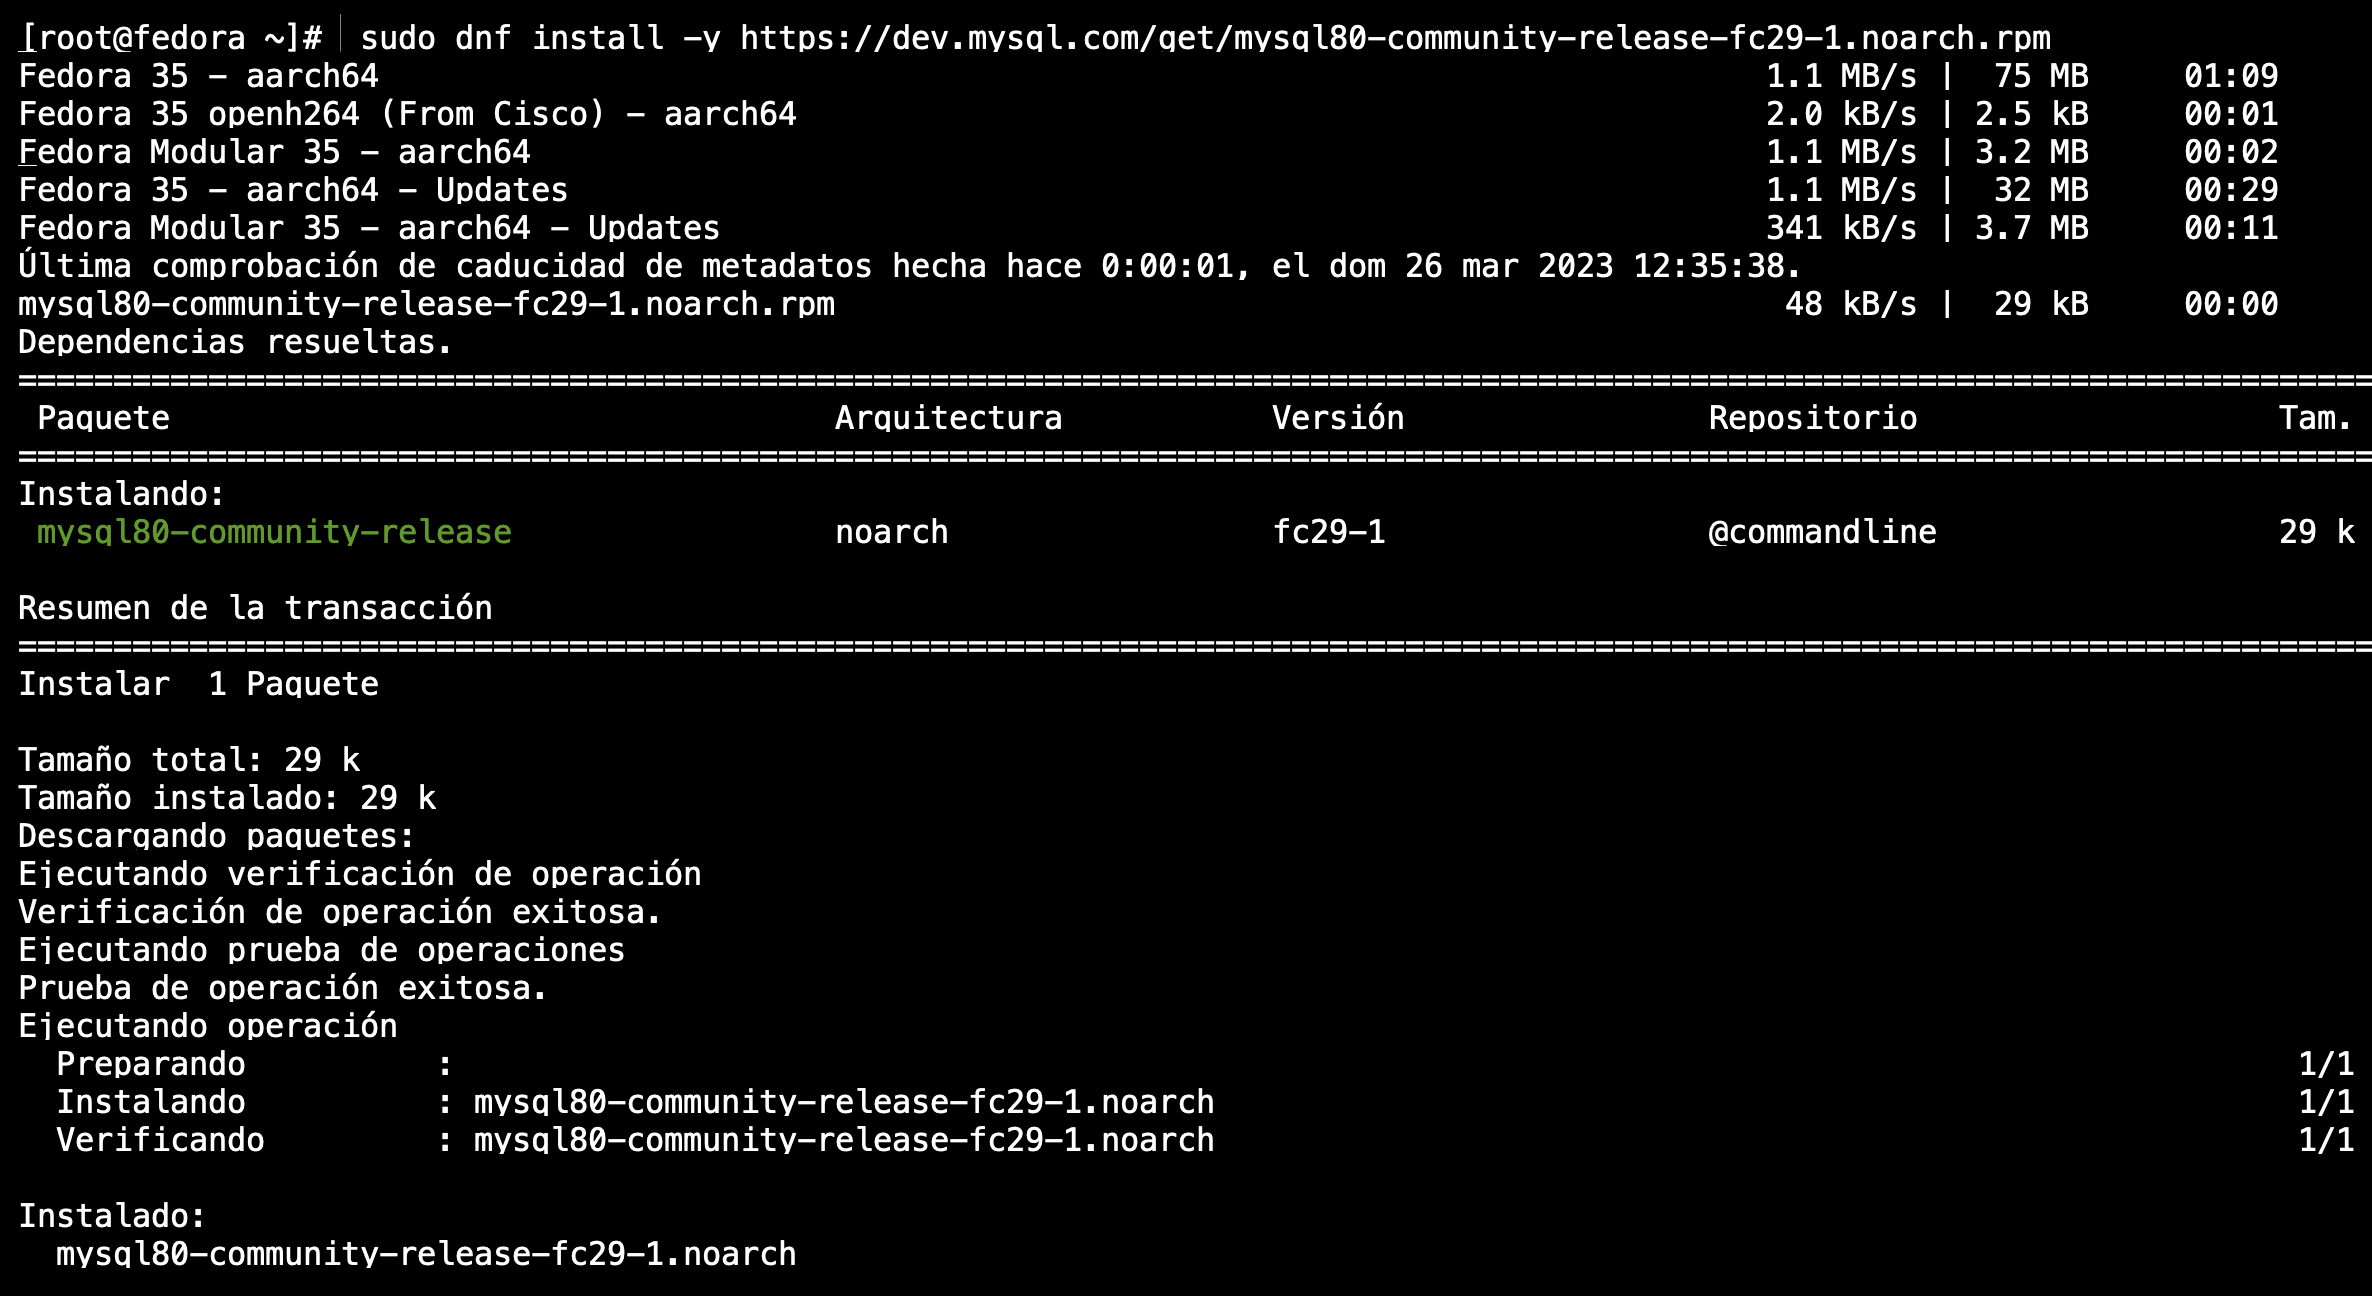 [root@fedora ~]# sudo dnf install -y https://dev.mysql.com/get/mysql80-community-release-fc29-1.noarch.rpm
Fedora 35 - aarch64 1.1 MB/s | 75 MB 01:09
Fedora 35 openh264 (From Cisco) - aarch64 2.0 kB/s | 2.5 kB 00:01
Fedora Modular 35 - aarch64 1.1 MB/s | 3.2 MB 00:02
Fedora 35 - aarch64 - Updates 1.1 MB/s | 32 MB 00:29
Fedora Modular 35 - aarch64 - Updates 341 kB/s | 3.7 MB 00:11
Última comprobación de caducidad de metadatos hecha hace 0:00:01, el dom 26 mar 2023 12:35:38.
mysql80-community-release-fc29-1.noarch.rpm 48 kB/s | 29 kB 00:00
Dependencias resueltas.
================================================================================
Paquete Arquitectura Versión Repositorio Tam.
================================================================================
Instalando:
mysql80-community-release noarch fc29-1 @commandline 29 k
Resumen de la transacción
================================================================================
Instalar 1 Paquete
Tamaño total: 29 k
Tamaño instalado: 29 k
Descargando paquetes:
Ejecutando verificación de operación
Verificación de operación exitosa.
Ejecutando prueba de operaciones
Prueba de operación exitosa.
Ejecutando operación
Preparando : 1/1
Instalando : mysql80-community-release-fc29-1.noarch 1/1
Verificando : mysql80-community-release-fc29-1.noarch 1/1
Instalado:
mysql80-community-release-fc29-1.noarch